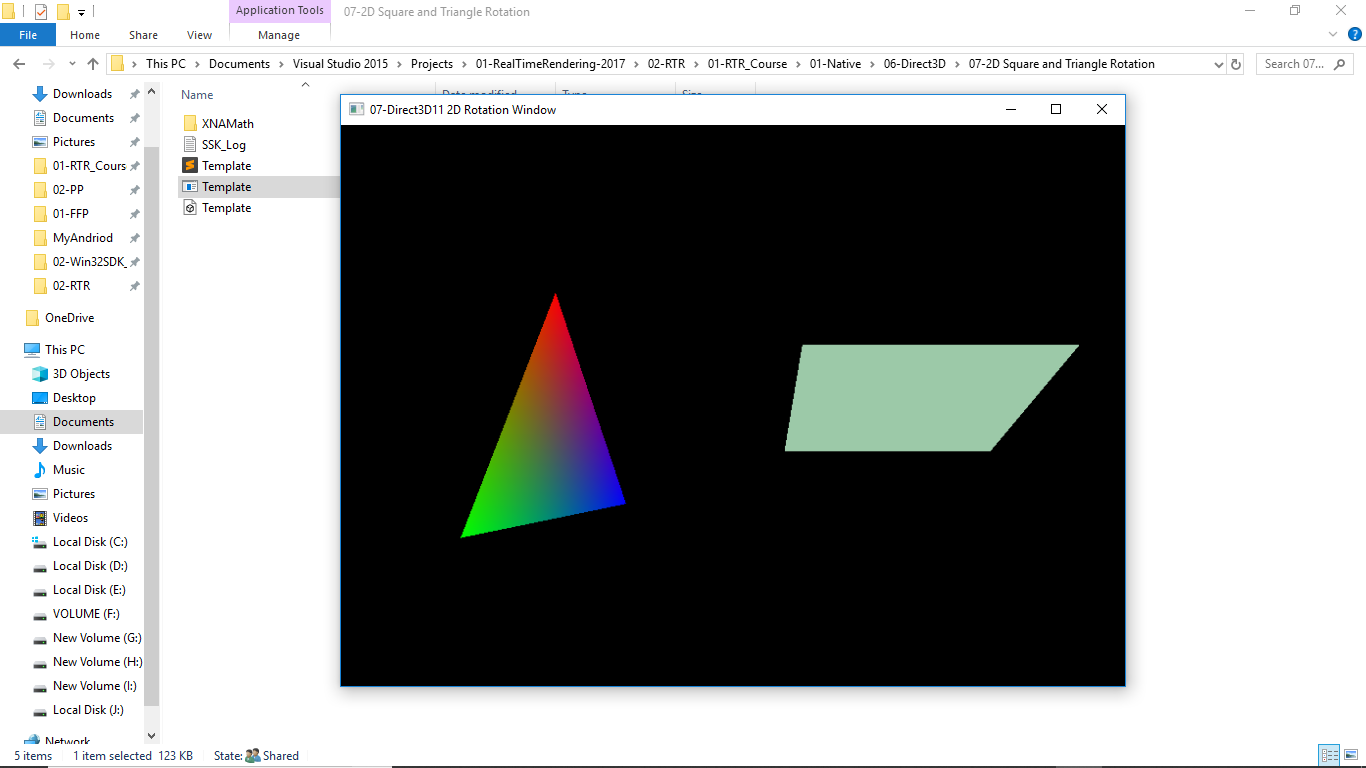 Application Tools 07-2D Square and Triangle Rotation
File Home Share View Manage
This PC Documents Visual Studio 2015 Projects 01-RealTimeRendering-2017 02-RTR 01-RTR_Course 01-Native 06-Direct3D 07-2D Square and Triangle Rotation Search 07...
Downloads
Documents
Pictures
01-RTR_Cours
02-PP
01-FFP
MyAndriod
02-Win32SDK_
02-RTR
OneDrive
This PC
3D Objects
Desktop
Documents
Downloads
Music
Pictures
Videos
Local Disk (C:)
Local Disk (D:)
Local Disk (E:)
VOLUME (F:)
New Volume (G:)
New Volume (H:)
New Volume (I:)
Local Disk (J:)
Network
Name Date modified Type Size
XNAMath
SSK_Log
Template
Template
Template
07-Direct3D11 2D Rotation Window
5 items 1 item selected 123 KB State: Shared